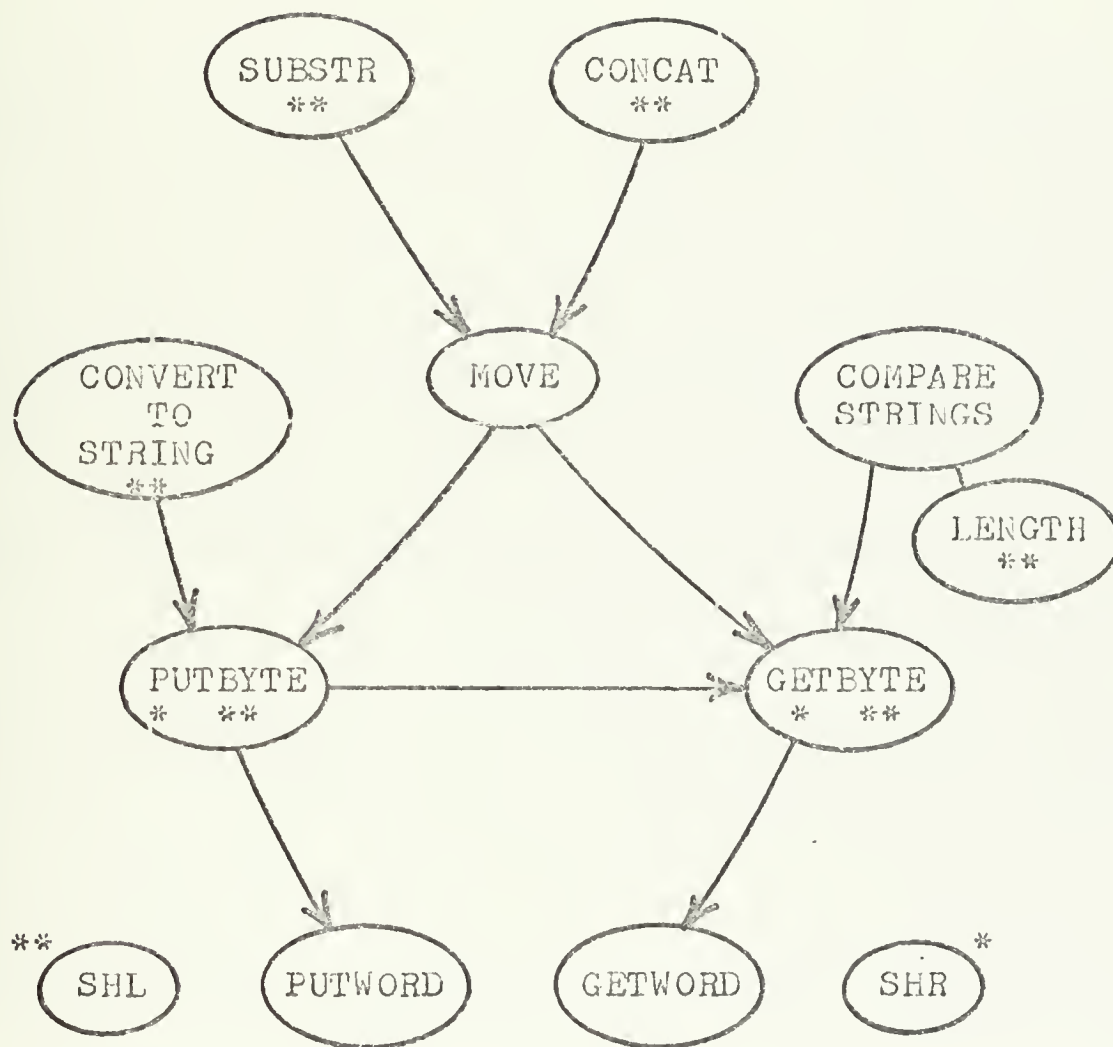 SUBSTR
**
CONCAT
**
MOVE
CONVERT
TO
STRING
**
COMPARE
STRINGS
LENGTH
**
PUTBYTE
* **
GETBYTE
* **
**
SHL
PUTWORD
GETWORD
SHR
*